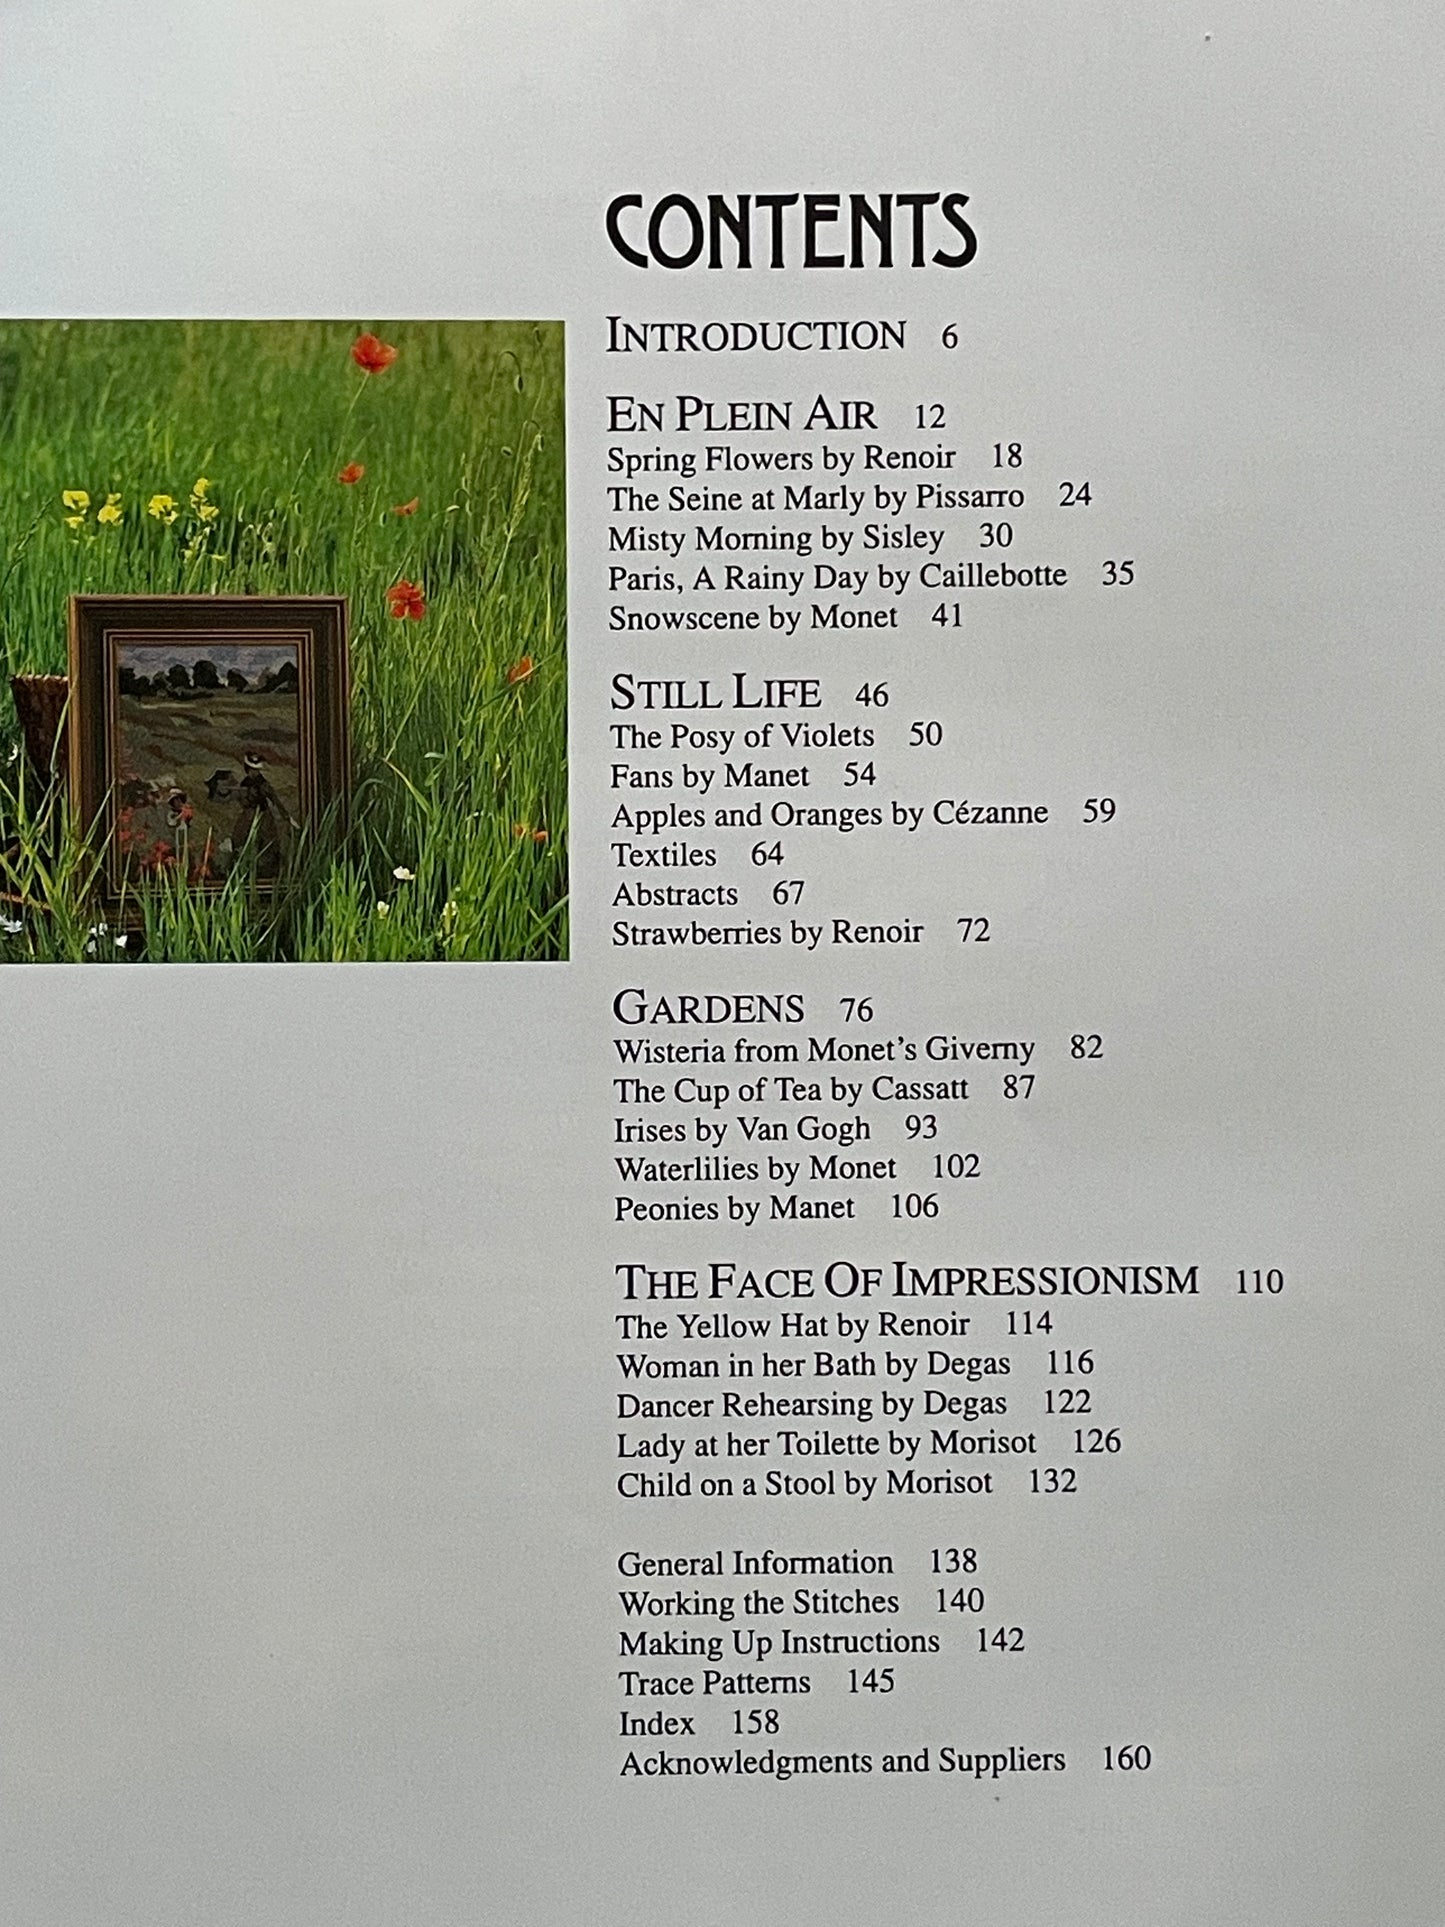 CONTENTS
INTRODUCTION 6
EN PLEIN AIR 12
Spring Flowers by Renoir 18
The Seine at Marly by Pissarro 24
Misty Morning by Sisley 30
Paris, A Rainy Day by Caillebotte 35
Snowscene by Monet 41
STILL LIFE 46
The Posy of Violets 50
Fans by Manet 54
Apples and Oranges by Cézanne 59
Textiles 64
Abstracts 67
Strawberries by Renoir 72
GARDENS 76
Wisteria from Monet's Giverny 82
The Cup of Tea by Cassatt 87
Irises by Van Gogh 93
Waterlilies by Monet 102
Peonies by Manet 106
THE FACE OF IMPRESSIONISM 110
The Yellow Hat by Renoir 114
Woman in her Bath by Degas 116
Dancer Rehearsing by Degas 122
Lady at her Toilette by Morisot 126
Child on a Stool by Morisot 132
General Information 138
Working the Stitches 140
Making Up Instructions 142
Trace Patterns 145
Index 158
Acknowledgments and Suppliers 160